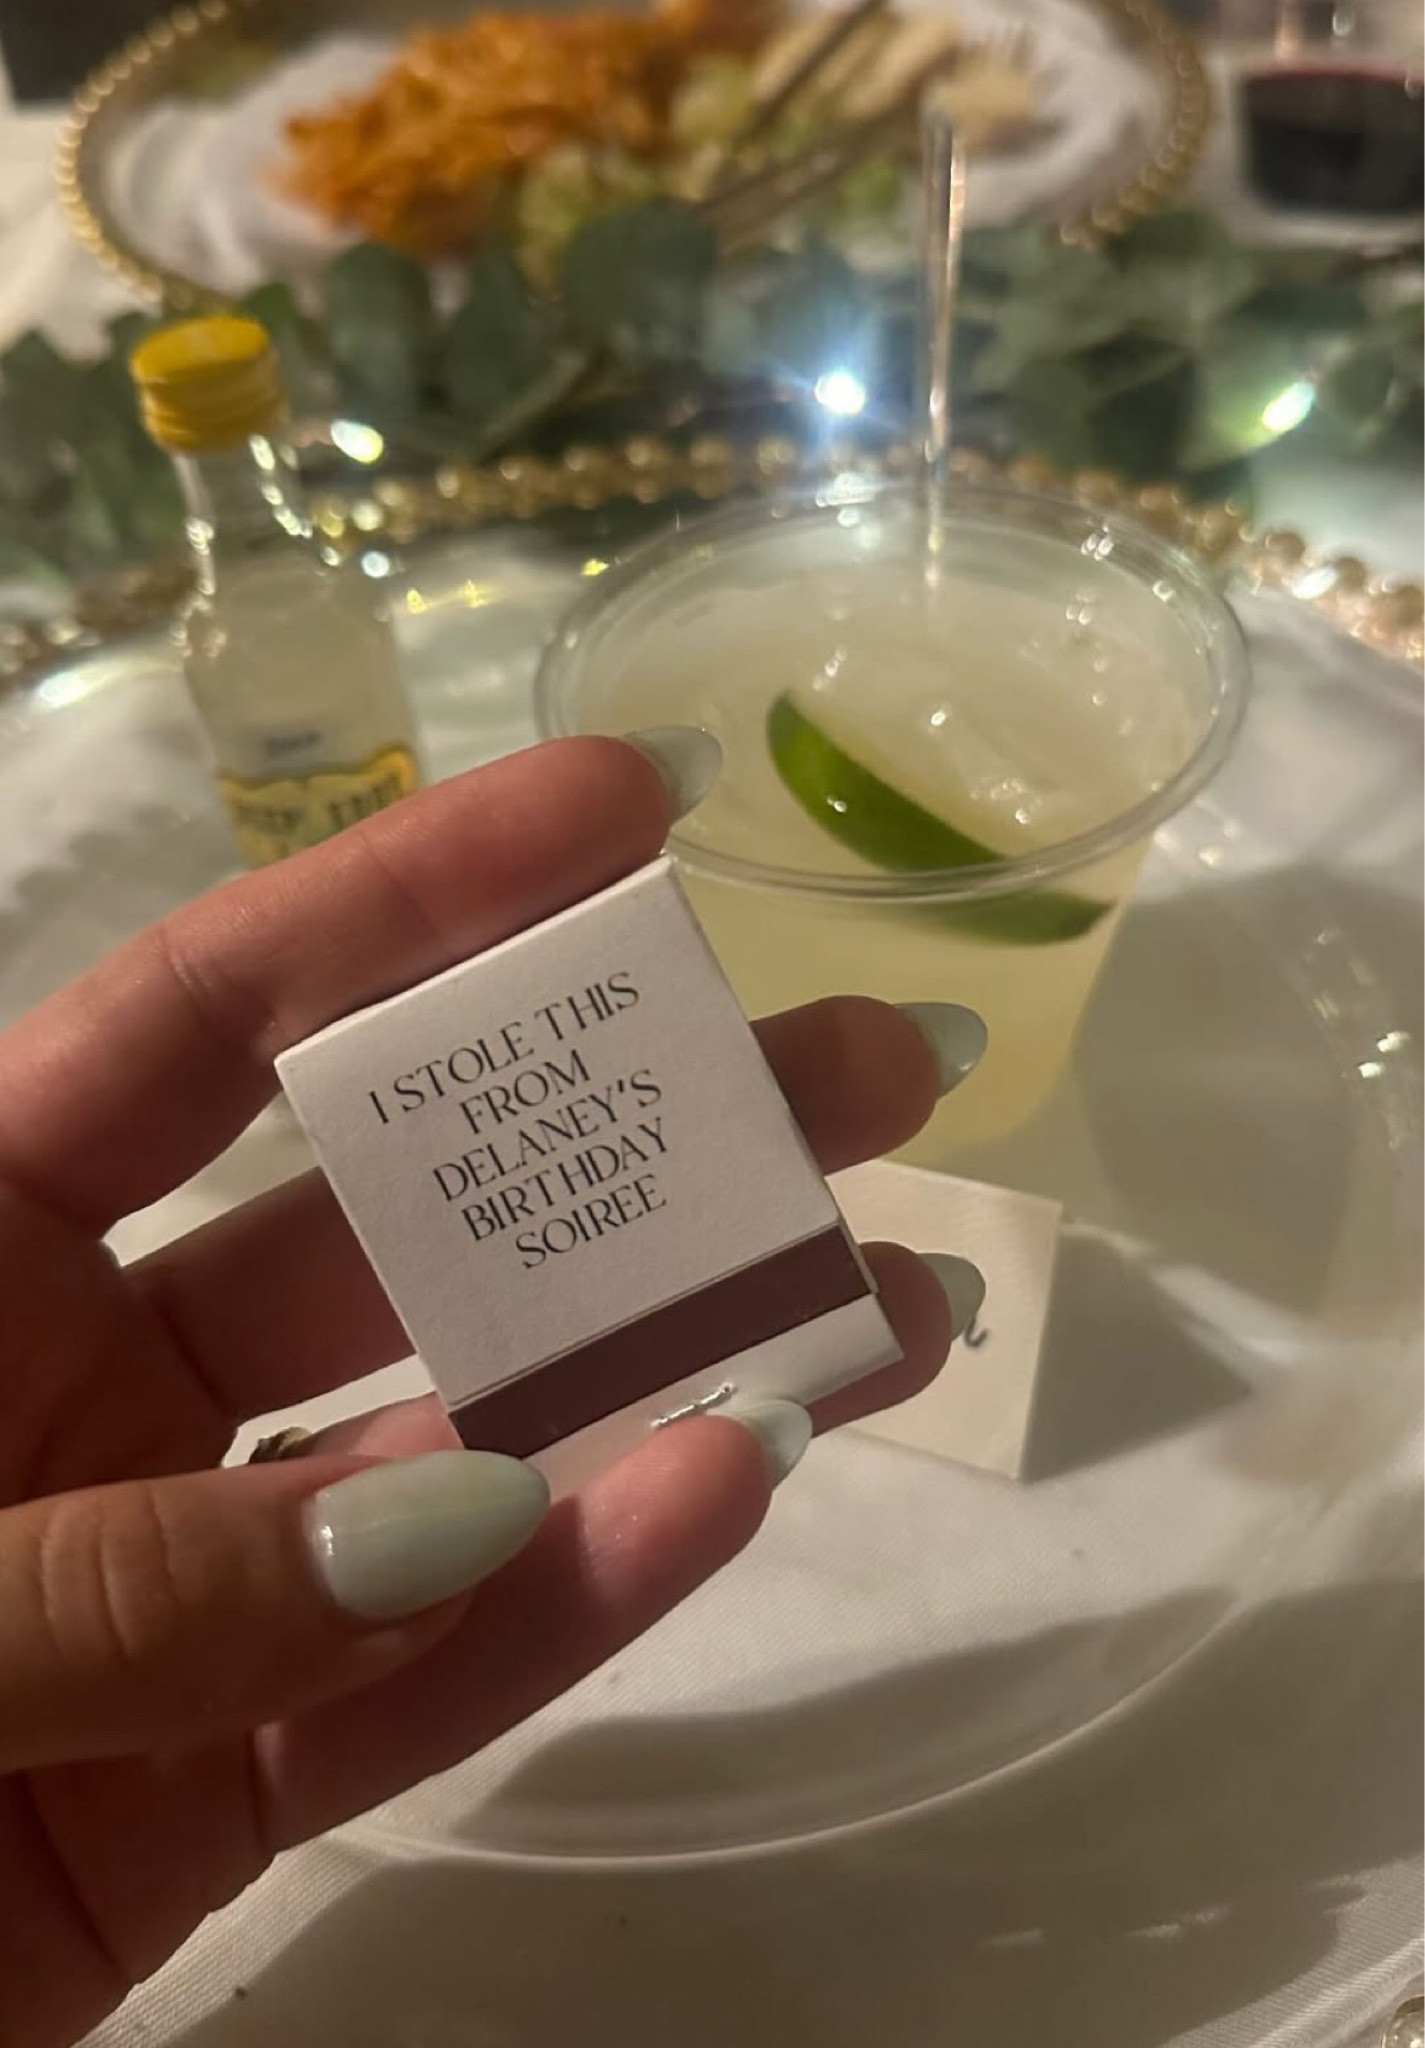 I STOLE THIS
FROM
DELANEY'S
BIRTHDAY
SOIREE